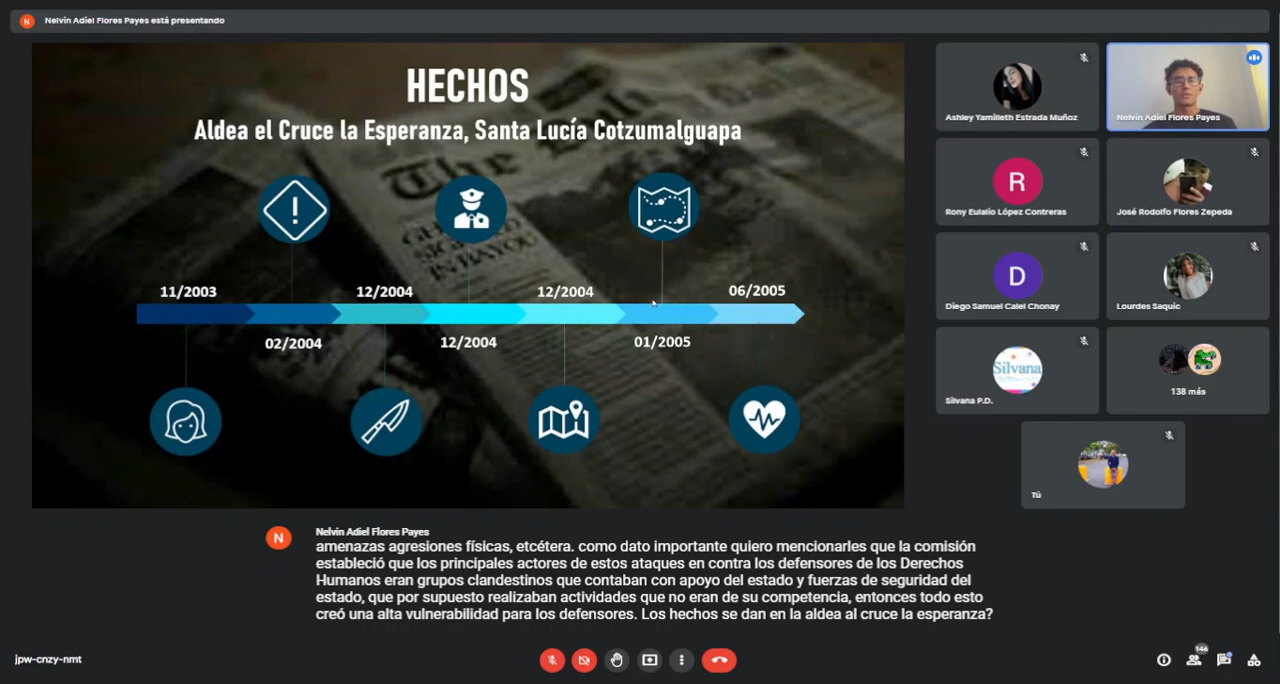 N
Nelvin Adiel Flores Payes está presentando
HECHOS
Aldea el Cruce la Esperanza, Santa Lucía Cotzumalguapa
11/2003
12/2004
12/2004
06/2005
02/2004
12/2004
01/2005
Ashley Yamilleth Estrada Muñoz
Nelvin Adiel Flores Payes
R
Rony Eulalio López Contreras
José Rodolfo Flores Zepeda
D
Diego Samuel Calel Chonay
Lourdes Saquic
Silvana
Silvana P.D.
138 más
Tú
N
Nelvin Adiel Flores Payes
amenazas agresiones físicas, etcétera. como dato importante quiero mencionarles que la comisión
estableció que los principales actores de estos ataques en contra los defensores de los Derechos
Humanos eran grupos clandestinos que contaban con apoyo del estado y fuerzas de seguridad del
estado, que por supuesto realizaban actividades que no eran de su competencia, entonces todo esto
creó una alta vulnerabilidad para los defensores. Los hechos se dan en la aldea al cruce la esperanza?
jpw-cnzy-nmt
146